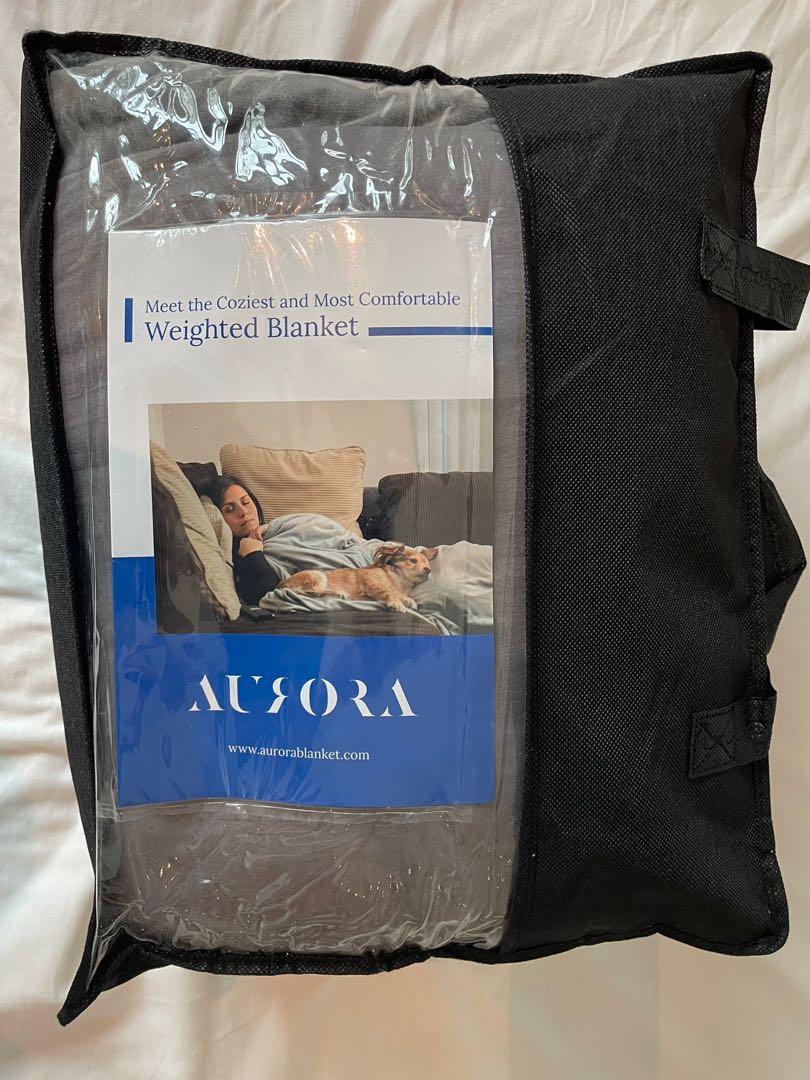 Meet the Coziest and Most Comfortable
Weighted Blanket
AURORA
www.aurorablanket.com